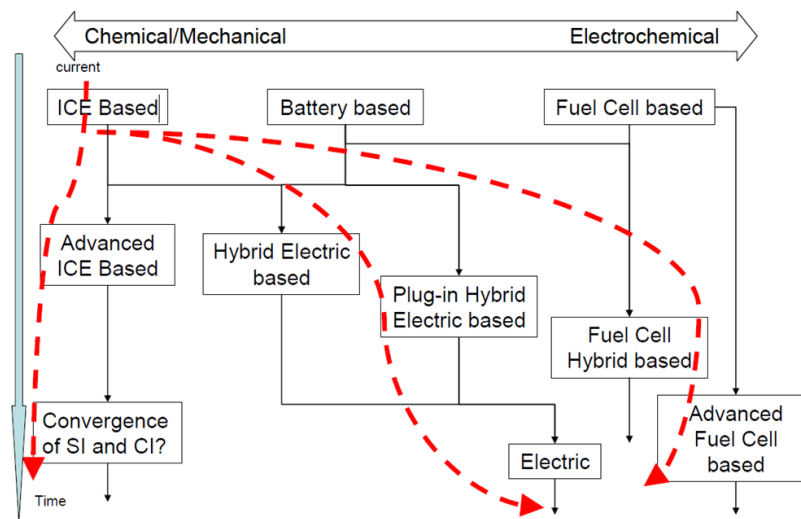 Chemical/Mechanical
Electrochemical
current
ICE Based
Battery based
Fuel Cell based
Advanced
ICE Based
Hybrid Electric
based
Plug-in Hybrid
Electric based
Fuel Cell
Hybrid based
Convergence
of SI and CI?
Advanced
Fuel Cell
based
Electric
Time